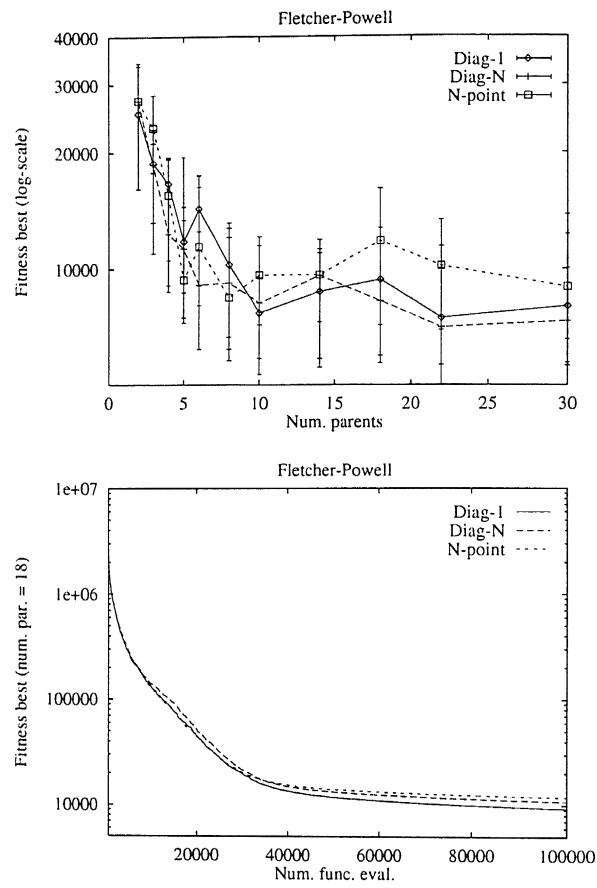 Fletcher-Powell
40000
30000
20000
10000
Fitness best (log-scale)
Diag-1
Diag-N
N-point
0 5 10 15 20 25 30
Num. parents
Fletcher-Powell
1e+07
1e+06
100000
10000
Fitness best (num. par. = 18)
Diag-1
Diag-N
N-point
20000 40000 60000 80000 100000
Num. func. eval.